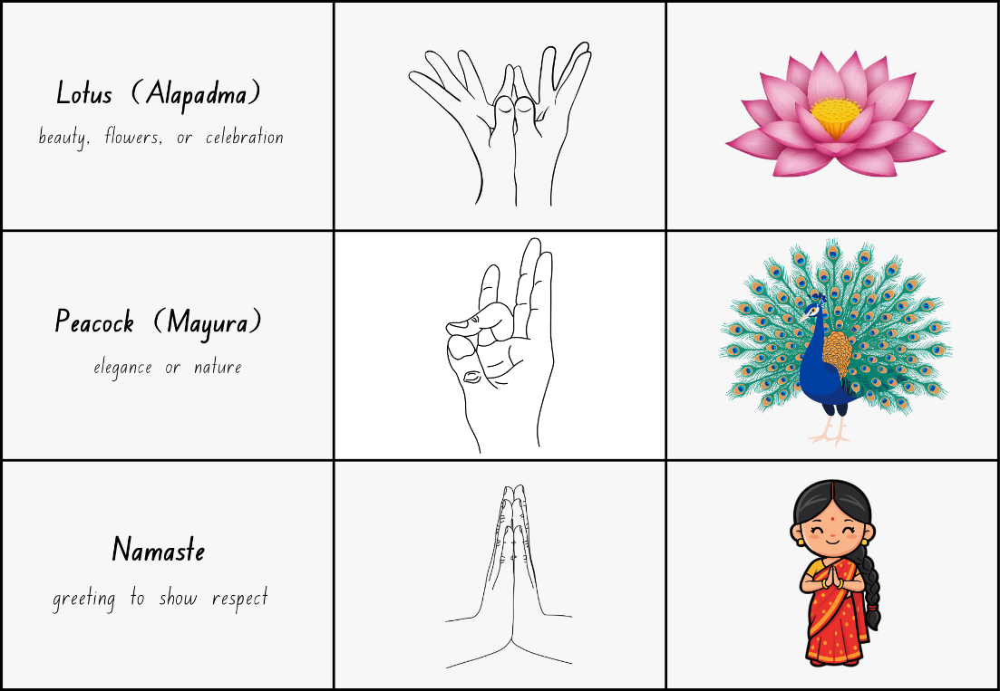 Lotus (Alapadma)
beauty, flowers, or celebration
Peacock (Mayura)
elegance or nature
Namaste
greeting to show respect